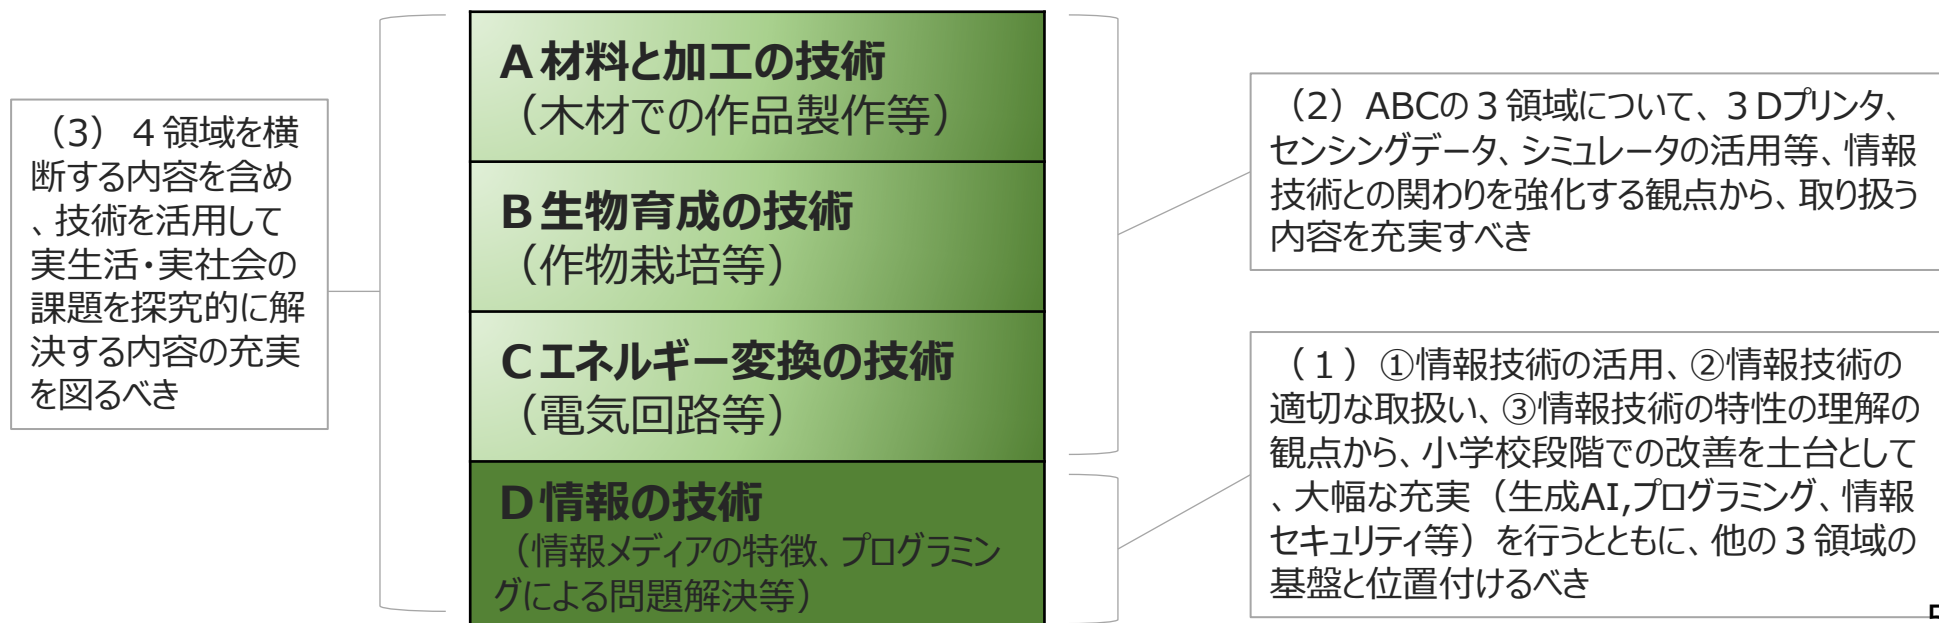 （3）４領域を横
断する内容を含め
、技術を活用して
実生活・実社会の
課題を探究的に解
決する内容の充実
を図るべき
Ａ材料と加工の技術
（木材での作品製作等）
Ｂ生物育成の技術
（作物栽培等）
Ｃエネルギー変換の技術
（電気回路等）
Ｄ情報の技術
（情報メディアの特徴、プログラミン
グによる問題解決等）
（2）ABCの３領域について、３Dプリンタ、
センシングデータ、シミュレータの活用等、情報
技術との関わりを強化する観点から、取り扱う
内容を充実すべき
（１）①情報技術の活用、②情報技術の
適切な取扱い、③情報技術の特性の理解の
観点から、小学校段階での改善を土台として
、大幅な充実（生成AI,プログラミング、情報
セキュリティ等）を行うとともに、他の３領域の
基盤と位置付けるべき